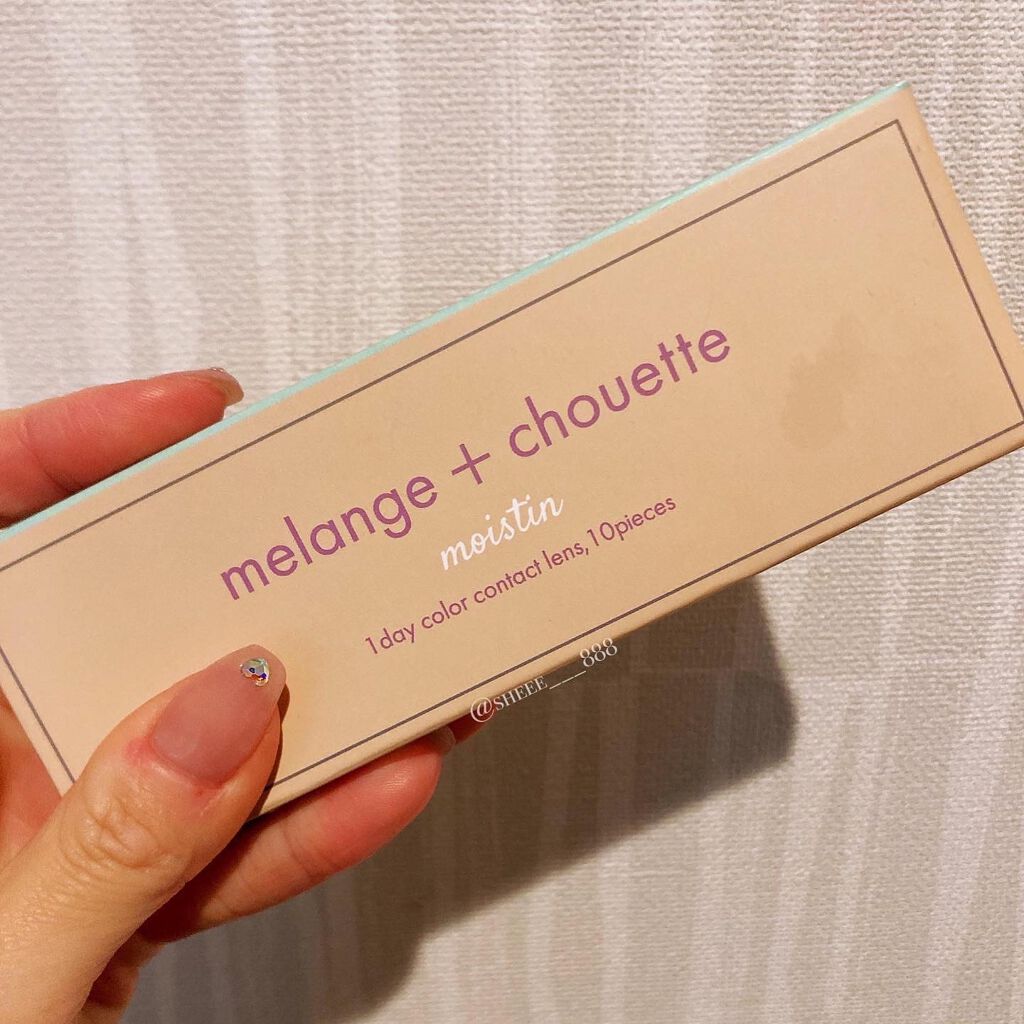 melange + chouette
moistin
1day color contact lens,10pieces
@SHEEE___888